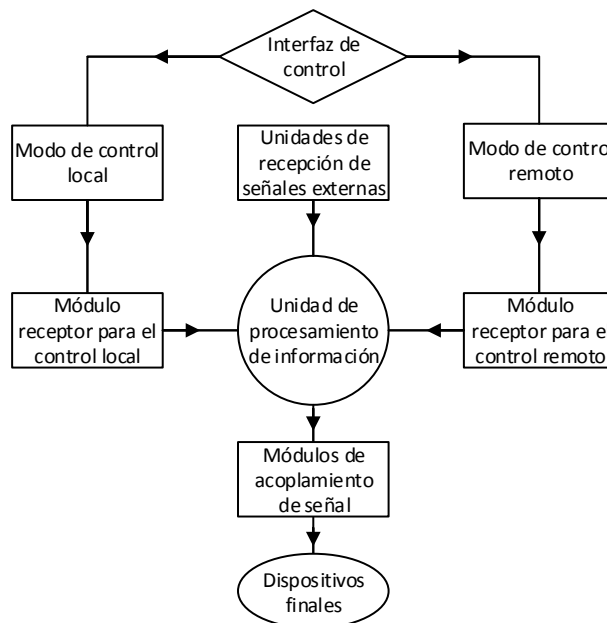 Interfaz de
control
Modo de control
local
Unidades de
recepción de
señales externas
Modo de control
remoto
Módulo
receptor para el
control local
Unidad de
procesamiento
de información
Módulo
receptor para el
control remoto
Módulos de
acoplamiento
de señal
Dispositivos
finales